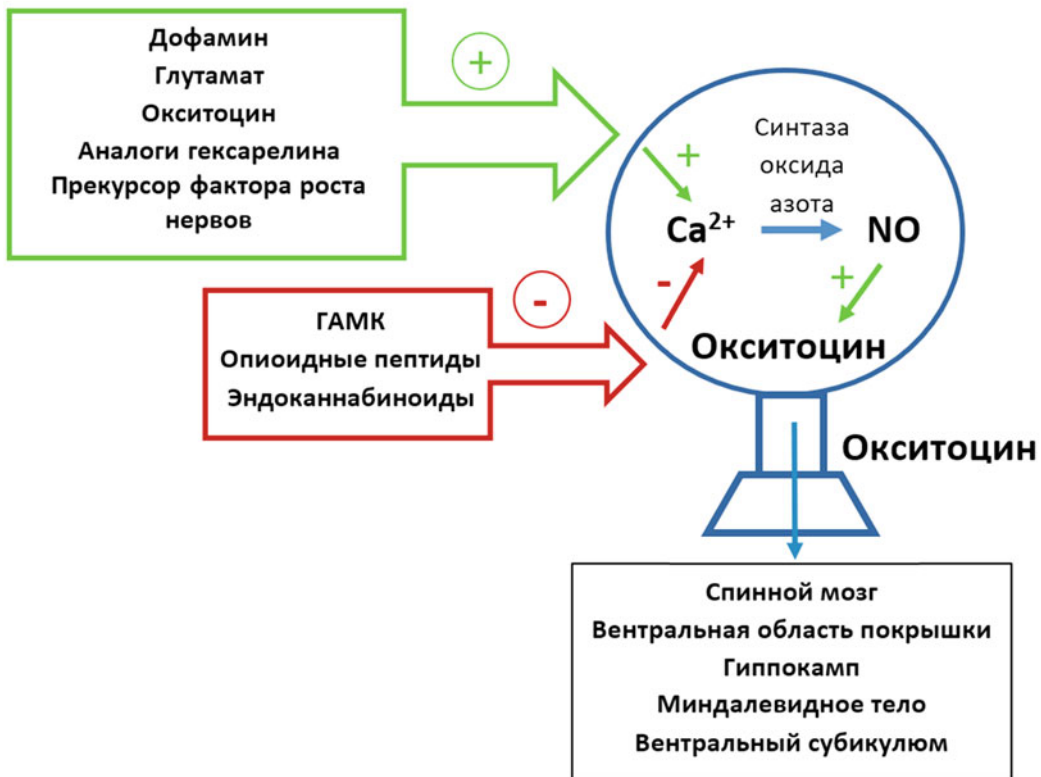 Дофамин
Глутамат
Окситоцин
Аналоги гексарелина
Прекурсор фактора роста
нервов
+
ГАМК
Опиоидные пептиды
Эндоканнабиноиды
-
Синтаза
оксида
азота
+
Ca²⁺
NO
-
+
Окситоцин
Окситоцин
Спинной мозг
Вентральная область покрышки
Гиппокамп
Миндалевидное тело
Вентральный субикулюм